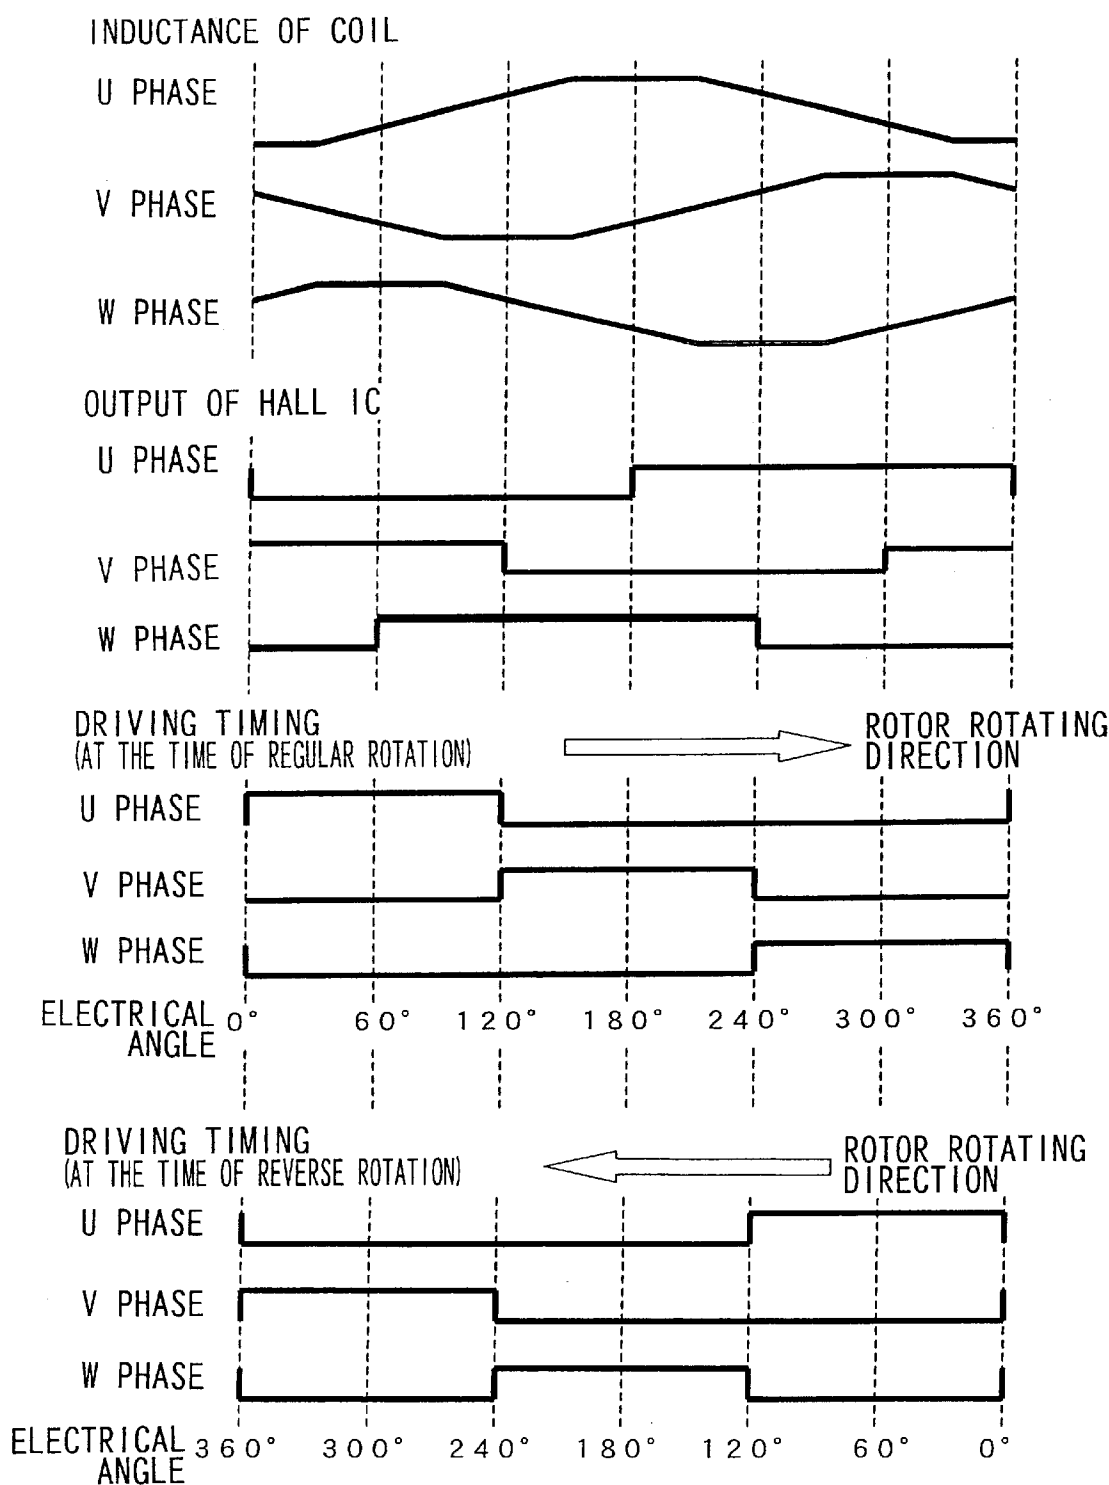 INDUCTANCE OF COIL
U PHASE
V PHASE
W PHASE
OUTPUT OF HALL IC
U PHASE
V PHASE
W PHASE
DRIVING TIMING
(AT THE TIME OF REGULAR ROTATION)
ROTOR ROTATING
DIRECTION
U PHASE
V PHASE
W PHASE
ELECTRICAL
ANGLE
0° 60° 120° 180° 240° 300° 360°
DRIVING TIMING
(AT THE TIME OF REVERSE ROTATION)
ROTOR ROTATING
DIRECTION
U PHASE
V PHASE
W PHASE
ELECTRICAL
ANGLE
360° 300° 240° 180° 120° 60° 0°